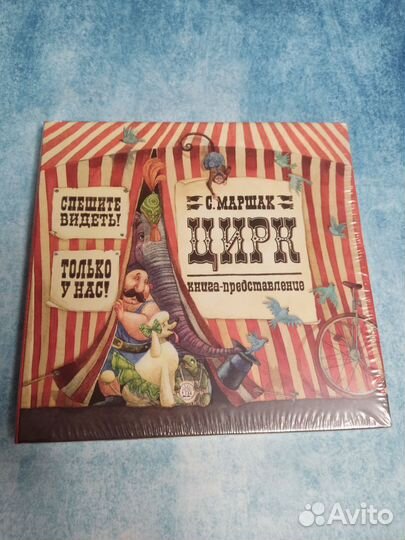 СПЕШИТЕ
ВИДЕТЬ!
ТОЛЬКО
У НАС!
С. МАРШАК
ЦИРК
книга-представление
Avito